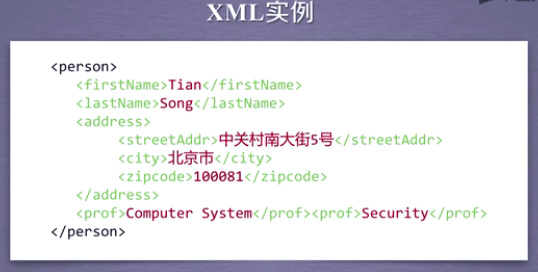 XML实例
<person>
<firstName>Tian</firstName>
<lastName>Song</lastName>
<address>
<streetAddr>中关村南大街5号</streetAddr>
<city>北京市</city>
<zipcode>100081</zipcode>
</address>
<prof>Computer System</prof><prof>Security</prof>
</person>